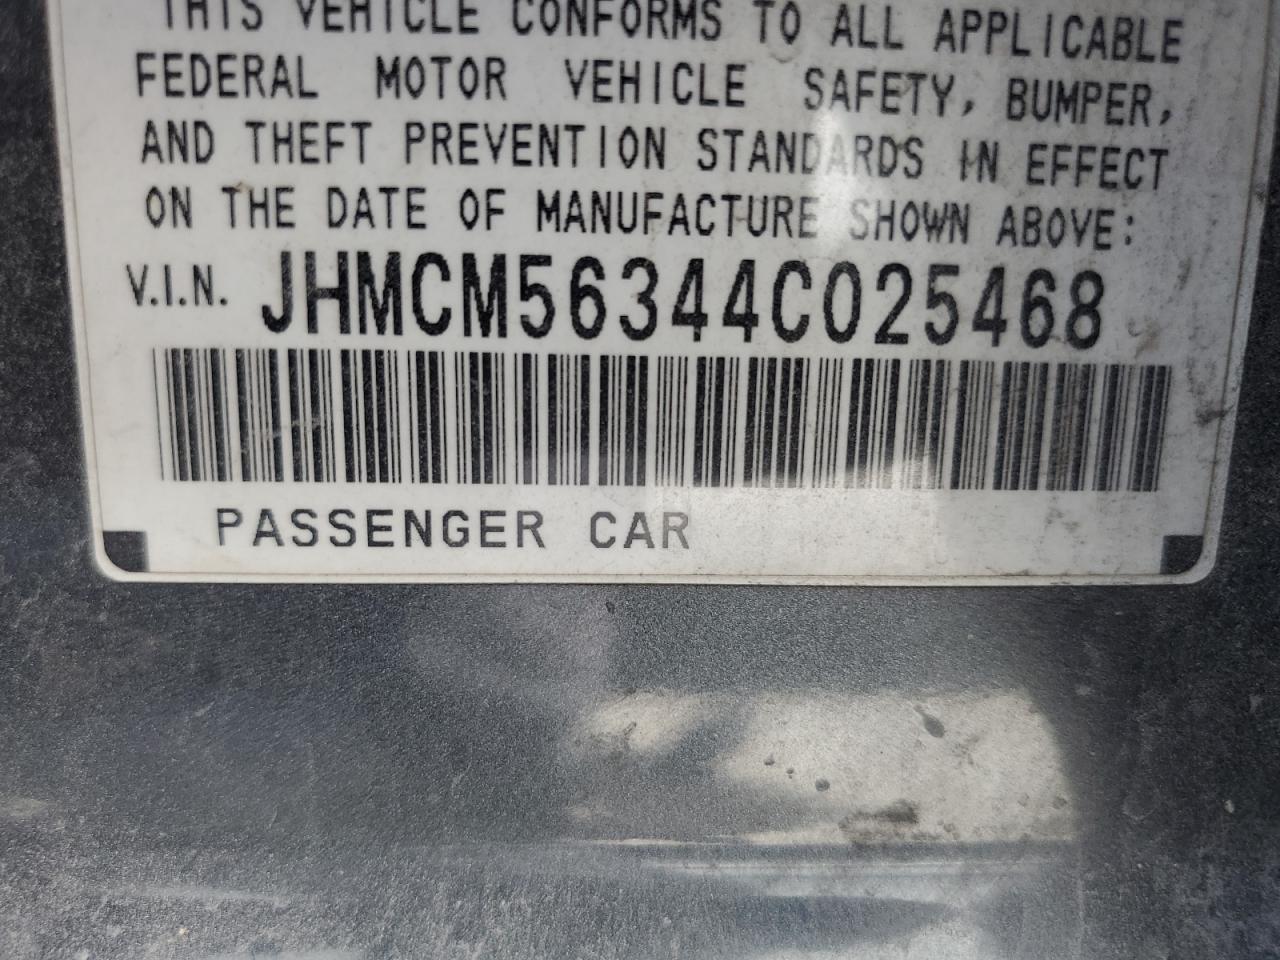 THIS VEHICLE CONFORMS TO ALL APPLICABLE
FEDERAL MOTOR VEHICLE SAFETY, BUMPER,
AND THEFT PREVENTION STANDARDS IN EFFECT
ON THE DATE OF MANUFACTURE SHOWN ABOVE:
V.I.N. JHMCM56344C025468
PASSENGER CAR